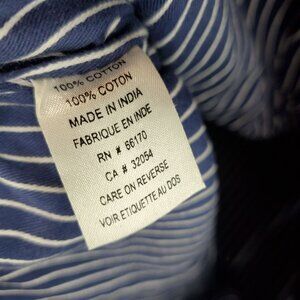 100% COTTON
100% COTON
MADE IN INDIA
FABRIQUE EN INDE
RN # 66170
CA # 32054
CARE ON REVERSE
VOIR ETIQUETTE AU DOS